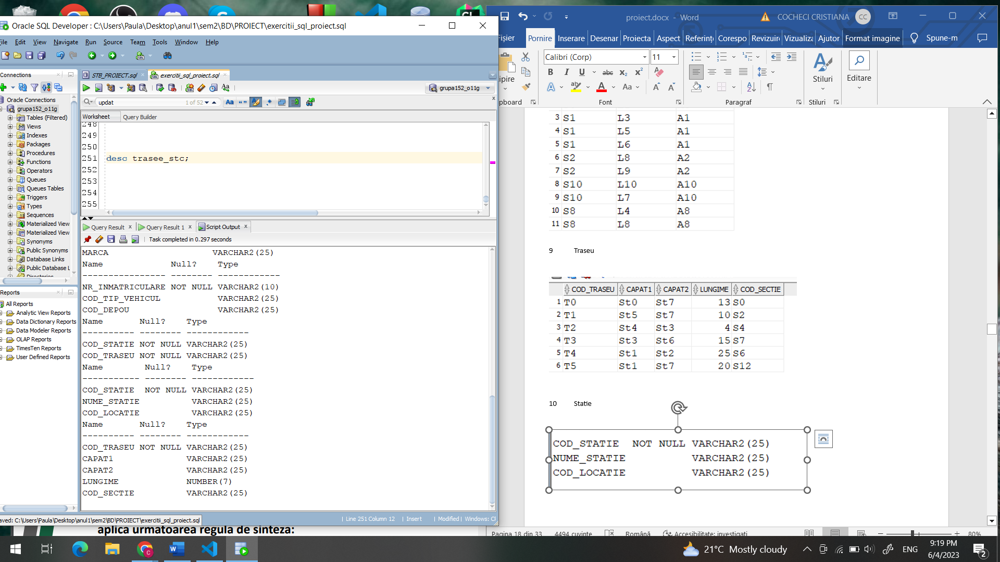 Oracle SQL Developer : C:\Users\Paula\Desktop\anul1\sem2\BD\PROIECT\exercitii_sql_proiect.sql
File Edit View Navigate Run Source Team Tools Window Help
Connections
Oracle Connections
grupa152_o11g
Tables (Filtered)
Views
Indexes
Packages
Procedures
Functions
Operators
Queues
Queues Tables
Triggers
Types
Sequences
Materialized View
Materialized View
Synonyms
Public Synonyms
Database Links
Public Database L
Directories
Reports
All Reports
Analytic View Reports
Data Dictionary Reports
Data Modeler Reports
OLAP Reports
TimesTen Reports
User Defined Reports
STB_PROIECT.sql exercitii_sql_proiect.sql
grupa152_o11g
updat 1 of 52
Worksheet Query Builder
248
249
250
251 desc trasee_stc;
252
253
254
255
Query Result Query Result 1 Script Output
Task completed in 0.297 seconds
MARCA VARCHAR2(25)
Name Null? Type
---------------- -------- ------------
NR_INMATRICULARE NOT NULL VARCHAR2(10)
COD_TIP_VEHICUL VARCHAR2(25)
COD_DEPOU VARCHAR2(25)
Name Null? Type
---------- -------- ------------
COD_STATIE NOT NULL VARCHAR2(25)
COD_TRASEU NOT NULL VARCHAR2(25)
Name Null? Type
----------- -------- ------------
COD_STATIE NOT NULL VARCHAR2(25)
NUME_STATIE VARCHAR2(25)
COD_LOCATIE VARCHAR2(25)
Name Null? Type
---------- -------- ------------
COD_TRASEU NOT NULL VARCHAR2(25)
CAPAT1 VARCHAR2(25)
CAPAT2 VARCHAR2(25)
LUNGIME NUMBER(7)
COD_SECTIE VARCHAR2(25)
aved: C:\Users\Paula\Desktop\anul1\sem2\BD\PROIECT\exercitii_sql_proiect.sql
Line 251 Column 12 Insert Modified Windows: CF
aplica urmatoarea regula de sinteza:
proiect.docx - Word COCHECI CRISTIANA CC
Fișier Pornire Inserare Desenar Proiecta Aspect Referinț Corespo Revizuir Vizualiza Ajutor Format imagine Spune-m
Calibri (Corp) 11
Stiluri
Editare
lipire
pboard Font Paragraf Stiluri
3 S1 L3 A1
4 S1 L5 A1
5 S1 L6 A1
6 S2 L8 A2
7 S2 L9 A2
8 S10 L10 A10
9 S10 L7 A10
10 S8 L4 A8
11 S8 L8 A8
9 Traseu
COD_TRASEU CAPAT1 CAPAT2 LUNGIME COD_SECTIE
1 T0 St0 St7 13 S0
2 T1 St5 St7 10 S2
3 T2 St4 St3 4 S4
4 T3 St3 St6 15 S7
5 T4 St1 St2 25 S6
6 T5 St1 St7 20 S12
10 Statie
COD_STATIE NOT NULL VARCHAR2(25)
NUME_STATIE VARCHAR2(25)
COD_LOCATIE VARCHAR2(25)
Pagina 18 din 33 4494 cuvinte Română Accesibilitate: investigați 80%
21°C Mostly cloudy ENG 9:19 PM
6/4/2023
2